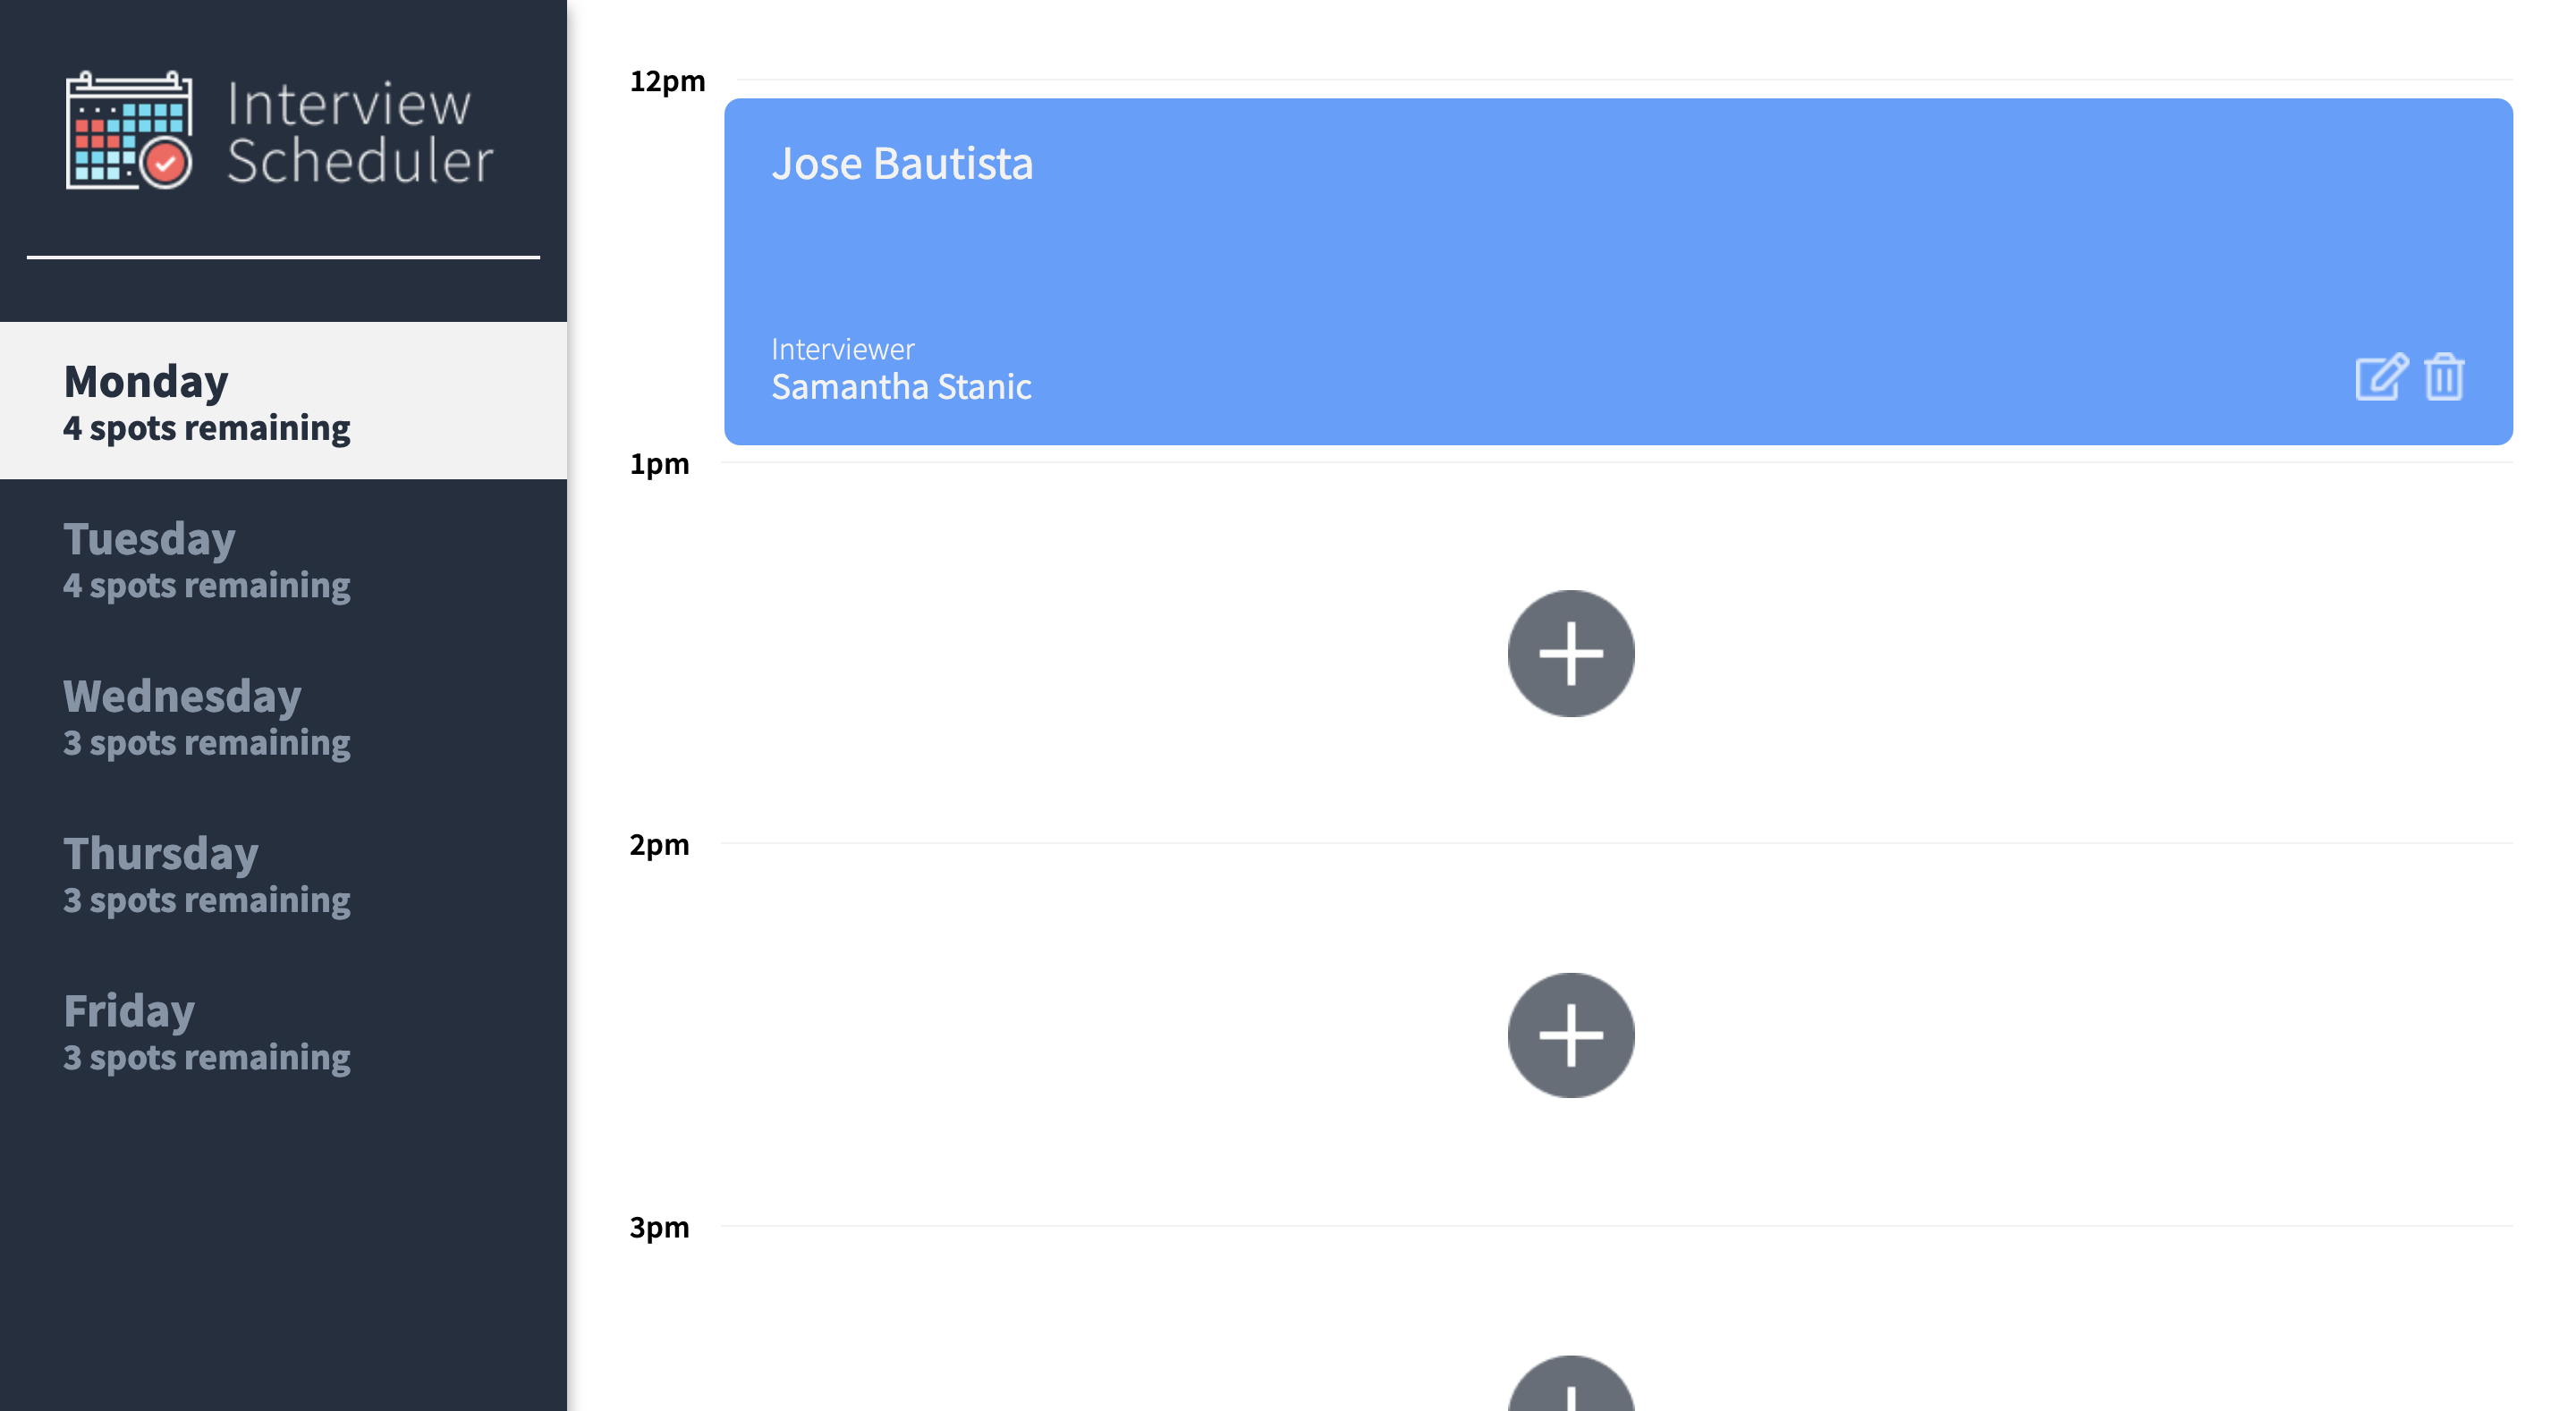 Interview
Scheduler
Monday
4 spots remaining
Tuesday
4 spots remaining
Wednesday
3 spots remaining
Thursday
3 spots remaining
Friday
3 spots remaining
12pm
Jose Bautista
Interviewer
Samantha Stanic
1pm
2pm
3pm